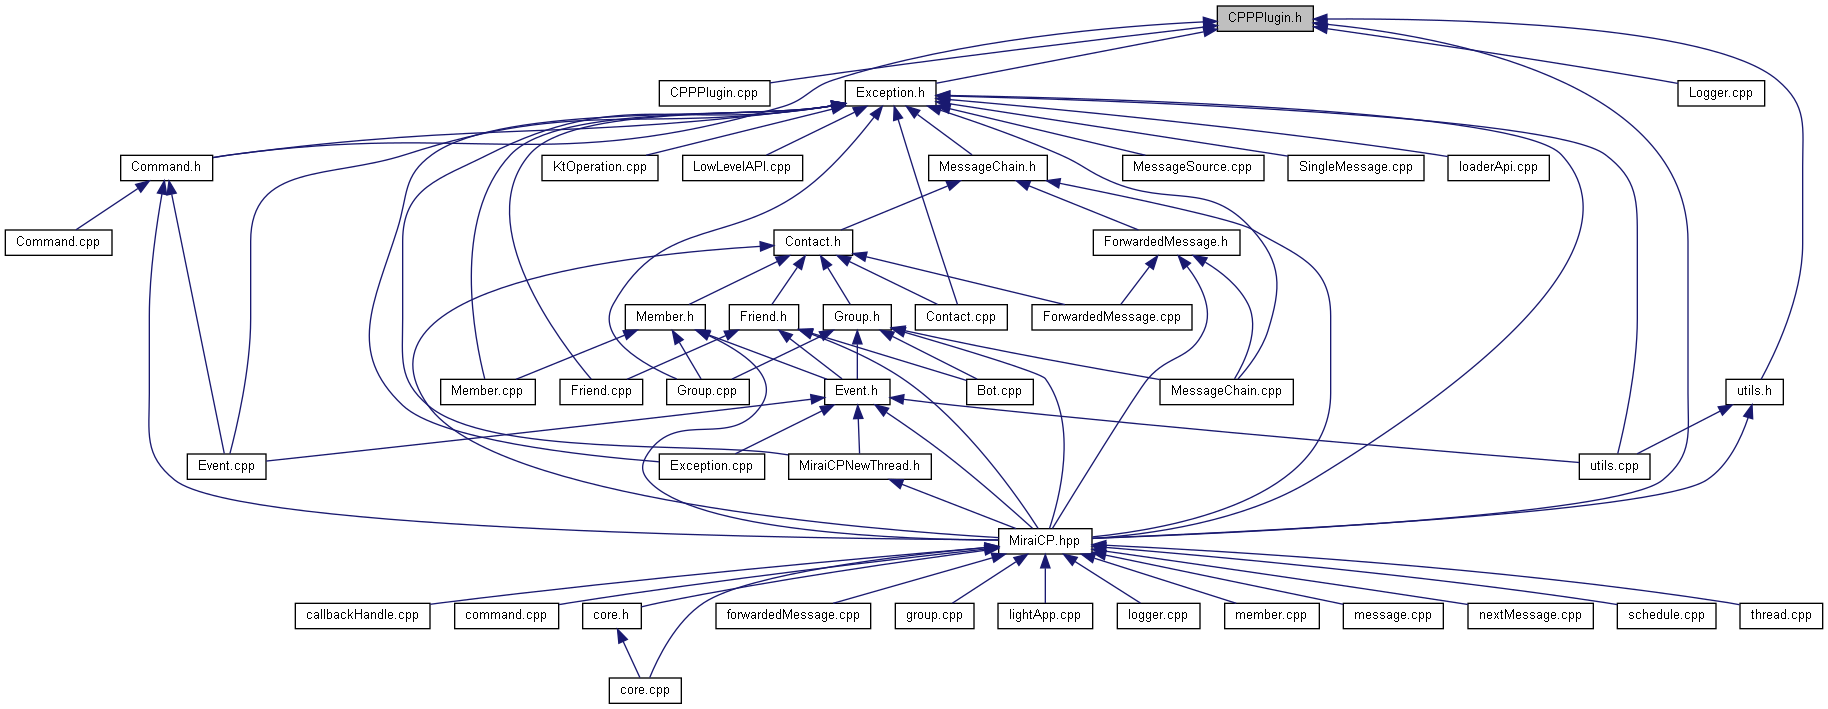 CPPPlugin.h
CPPPlugin.cpp
Exception.h
Logger.cpp
Command.h
KtOperation.cpp
LowLevelAPI.cpp
MessageChain.h
MessageSource.cpp
SingleMessage.cpp
loaderApi.cpp
Command.cpp
Contact.h
ForwardedMessage.h
Member.h
Friend.h
Group.h
Contact.cpp
ForwardedMessage.cpp
Member.cpp
Friend.cpp
Group.cpp
Event.h
Bot.cpp
MessageChain.cpp
utils.h
Event.cpp
Exception.cpp
MiraiCPNewThread.h
utils.cpp
MiraiCP.hpp
callbackHandle.cpp
command.cpp
core.h
forwardedMessage.cpp
group.cpp
lightApp.cpp
logger.cpp
member.cpp
message.cpp
nextMessage.cpp
schedule.cpp
thread.cpp
core.cpp